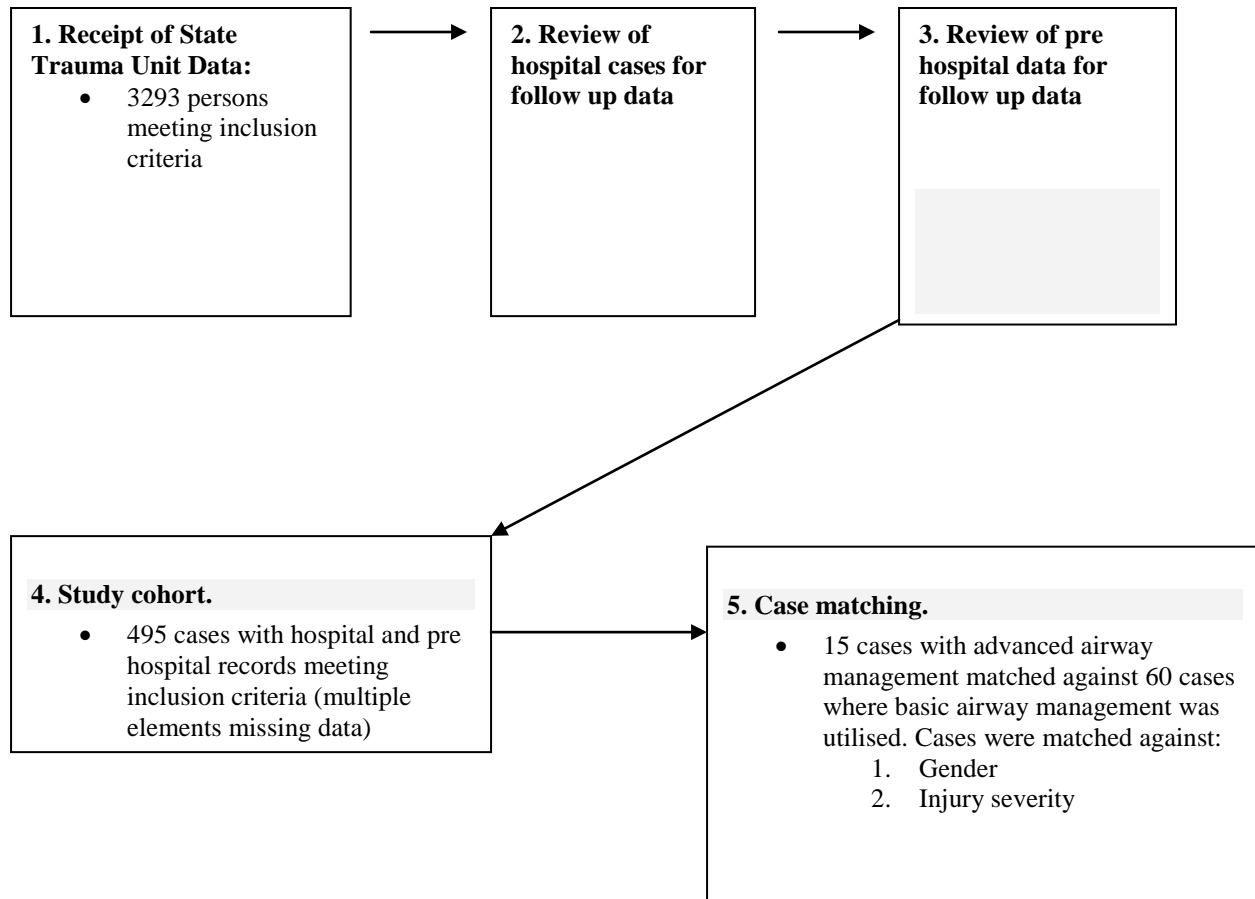 1. Receipt of State
Trauma Unit Data:
• 3293 persons
meeting inclusion
criteria
2. Review of
hospital cases for
follow up data
3. Review of pre
hospital data for
follow up data
4. Study cohort.
• 495 cases with hospital and pre
hospital records meeting
inclusion criteria (multiple
elements missing data)
5. Case matching.
• 15 cases with advanced airway
management matched against 60 cases
where basic airway management was
utilised. Cases were matched against:
1. Gender
2. Injury severity